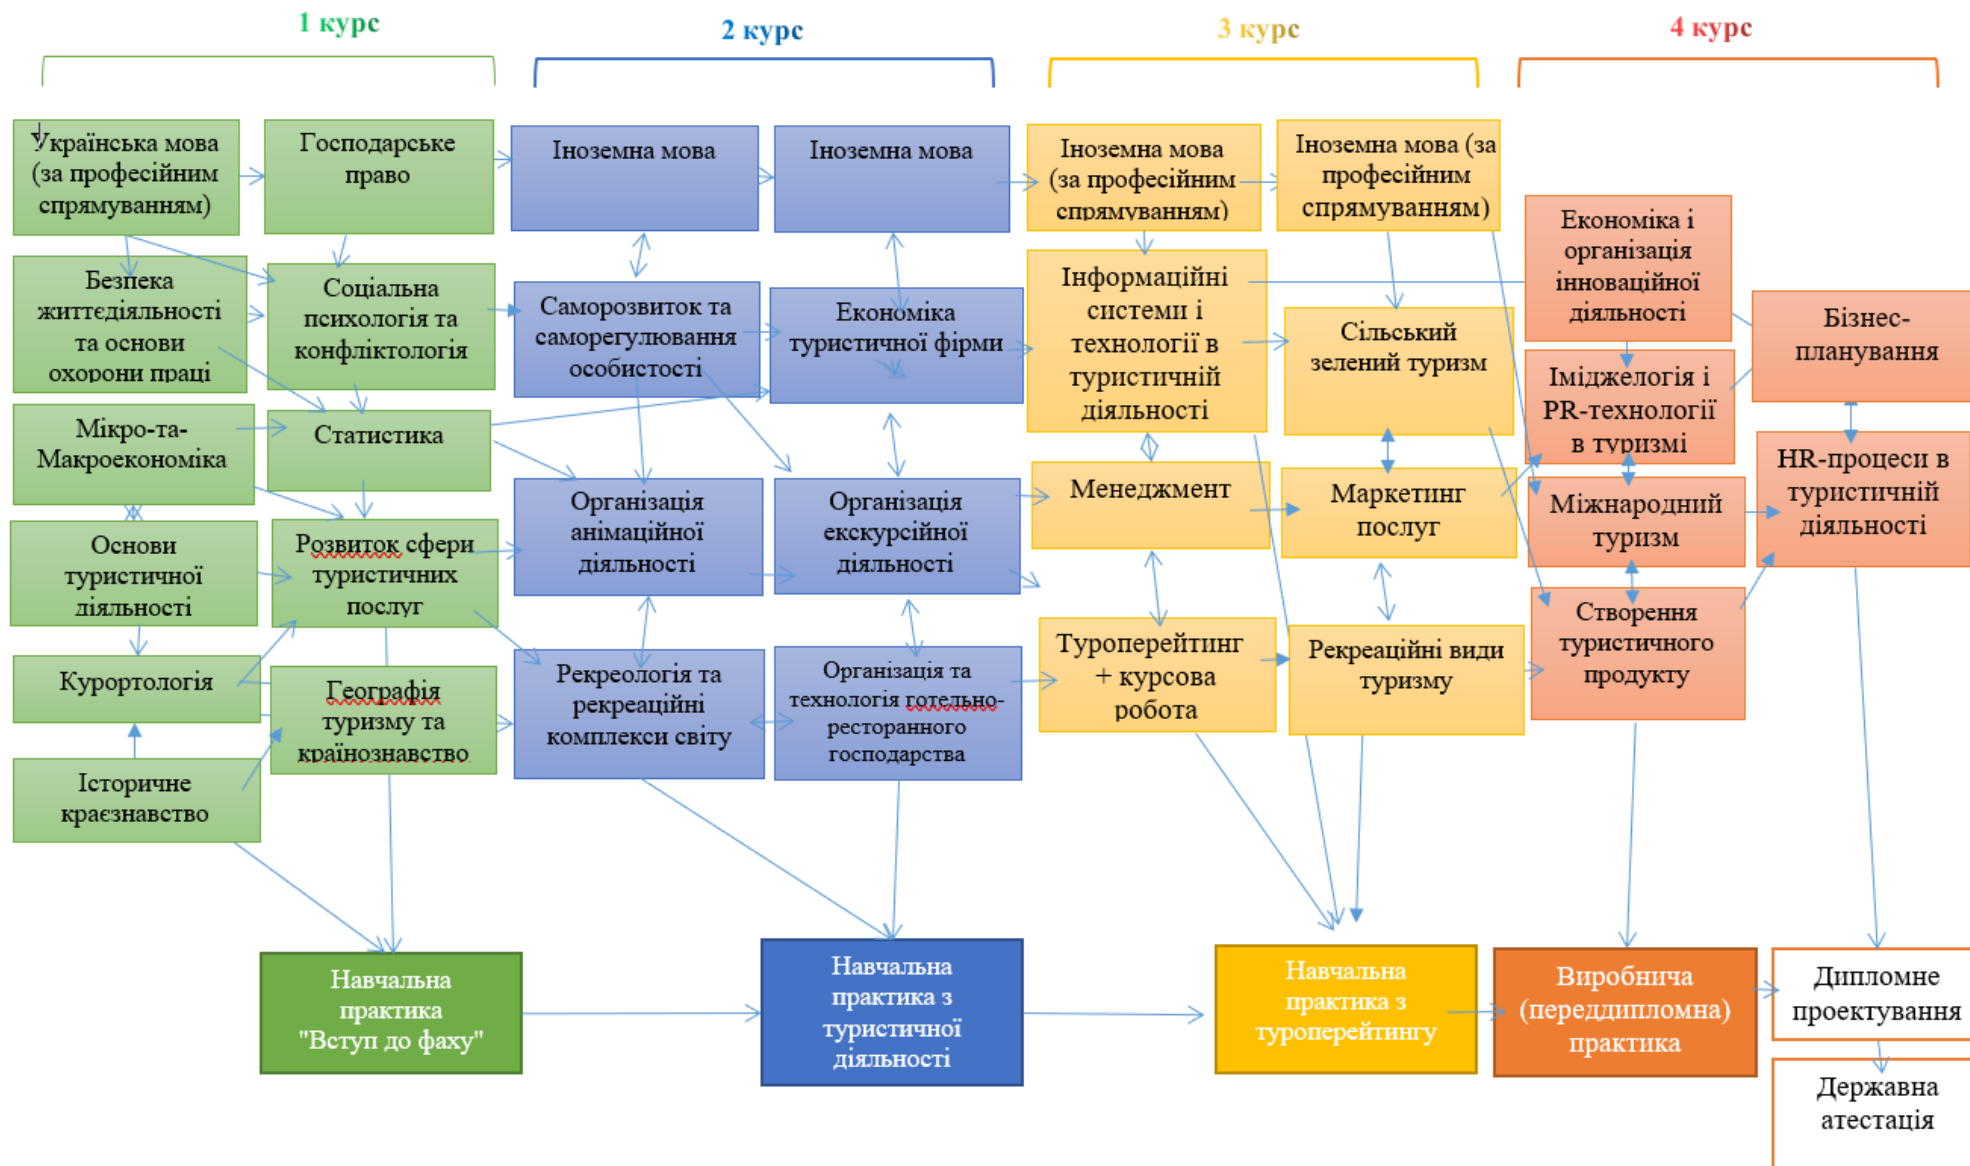 1 курс
2 курс
3 курс
4 курс
Українська мова
(за професійним
спрямуванням)
Безпека
життєдіяльності
та основи
охорони праці
Мікро-та-
Макроекономіка
Основи
туристичної
діяльності
Курортологія
Історичне
краєзнавство
Господарське
право
Соціальна
психологія та
конфліктологія
Статистика
Розвиток сфери
туристичних
послуг
Географія
туризму та
країнознавство
Навчальна
практика
"Вступ до фаху"
Іноземна мова
Саморозвиток та
саморегулювання
особистості
Організація
анімаційної
діяльності
Рекреологія та
рекреаційні
комплекси світу
Іноземна мова
Економіка
туристичної фірми
Організація
екскурсійної
діяльності
Організація та
технологія готельно-
ресторанного
господарства
Навчальна
практика з
туристичної
діяльності
Іноземна мова
(за професійним
спрямуванням)
Інформаційні
системи і
технології в
туристичній
діяльності
Менеджмент
Туроперейтинг
+ курсова
робота
Іноземна мова (за
професійним
спрямуванням)
Сільський
зелений туризм
Маркетинг
послуг
Рекреаційні види
туризму
Навчальна
практика з
туроперейтингу
Економіка і
організація
інноваційної
діяльності
Іміджелогія і
PR-технології
в туризмі
Міжнародний
туризм
Створення
туристичного
продукту
Виробнича
(переддипломна)
практика
Бізнес-
планування
HR-процеси в
туристичній
діяльності
Дипломне
проектування
Державна
атестація